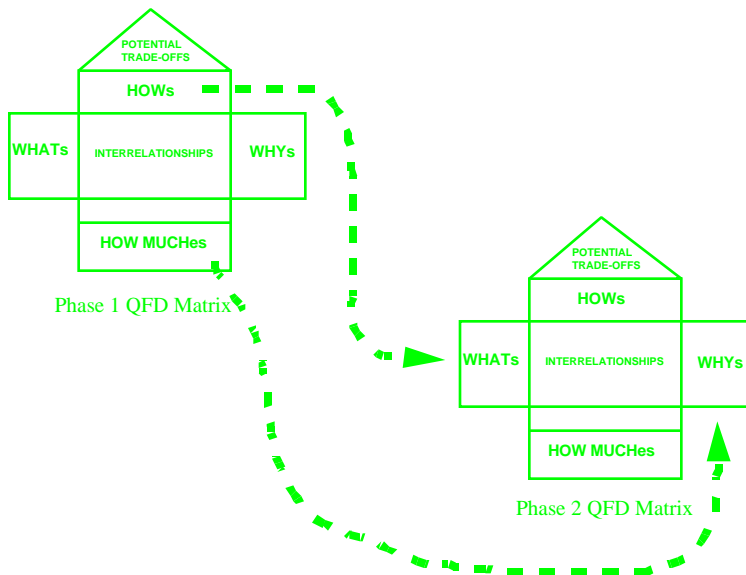 POTENTIAL
TRADE-OFFS
HOWs
WHATs
INTERRELATIONSHIPS
WHYs
HOW MUCHes
Phase 1 QFD Matrix
POTENTIAL
TRADE-OFFS
HOWs
WHATs
INTERRELATIONSHIPS
WHYs
HOW MUCHes
Phase 2 QFD Matrix